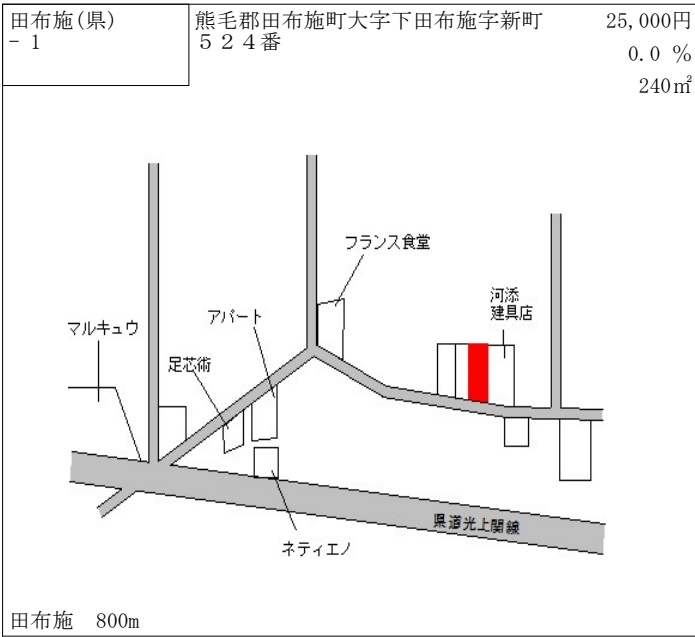 田布施(県)
- 1
熊毛郡田布施町大字下田布施字新町
５２４番
25,000円
0.0 %
240㎡
フランス食堂
河添
建具店
アパート
マルキュウ
足芯術
県道光上関線
ネティエノ
田布施　800m